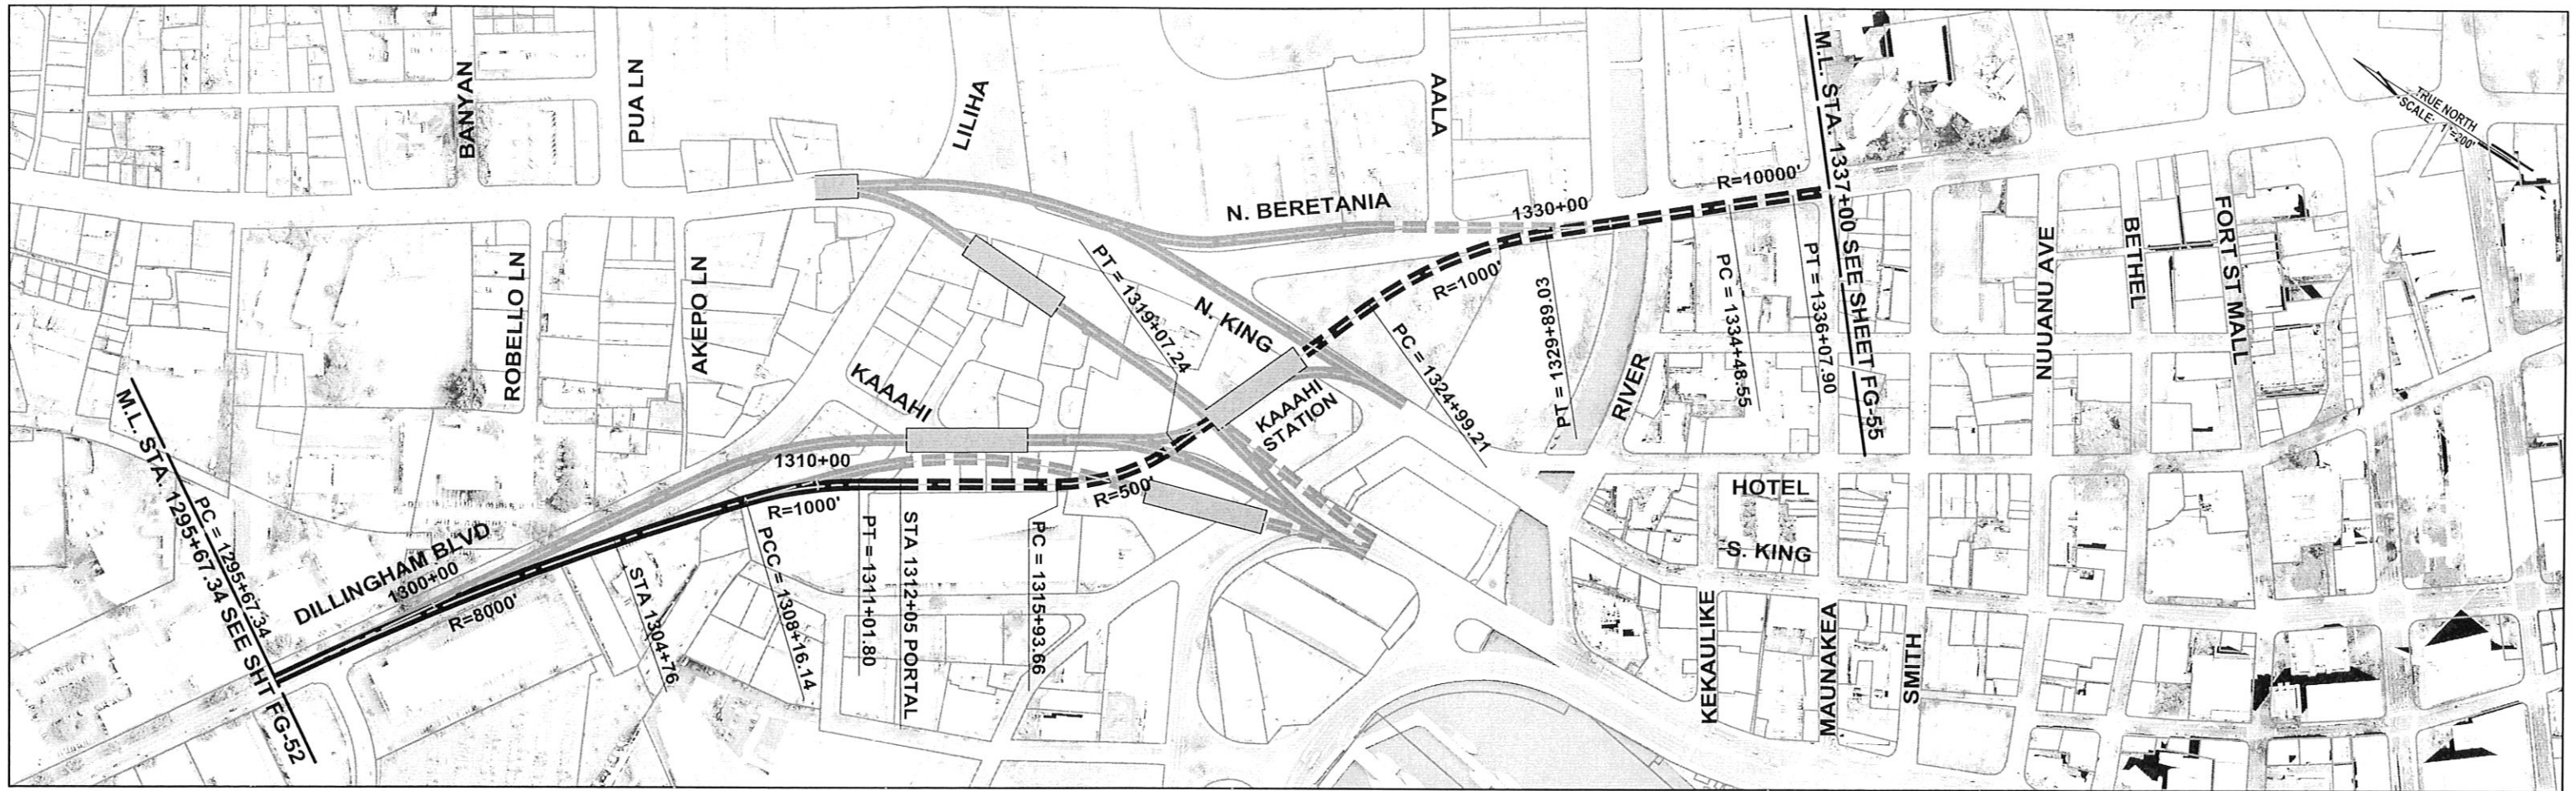 BANYAN
PUA LN
LILIHA
AALA
M.L. STA. 1337+00 SEE SHEET FG-55
TRUE NORTH
SCALE- 1"=200'
N. BERETANIA
1330+00
R=10000'
ROBELLO LN
AKEPO LN
PT = 1319+07.24
N. KING
R=1000'
PC = 1324+99.21
PT = 1329+89.03
RIVER
PC = 1334+48.55
PT = 1336+07.90
NUUANU AVE
BETHEL
FORT ST MALL
KAAAHI
KAAAHI
STATION
M.L. STA. 1295+67.34 SEE SHT FG-52
PC = 1295+67.34
DILLINGHAM BLVD
1300+00
R=8000'
1310+00
R=1000'
R=500'
STA 1304+76
PCC = 1308+16.14
PT = 1311+01.80
STA 1312+05 PORTAL
PC = 1315+93.66
HOTEL
S. KING
KEKAULIKE
MAUNAKEA
SMITH